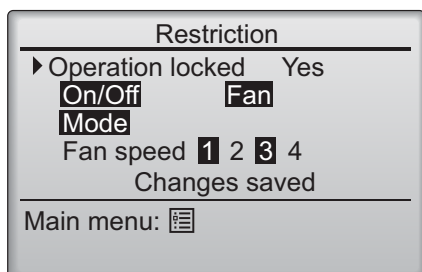 Restriction
Operation locked Yes
On/Off Fan
Mode
Fan speed 1 2 3 4
Changes saved
Main menu: